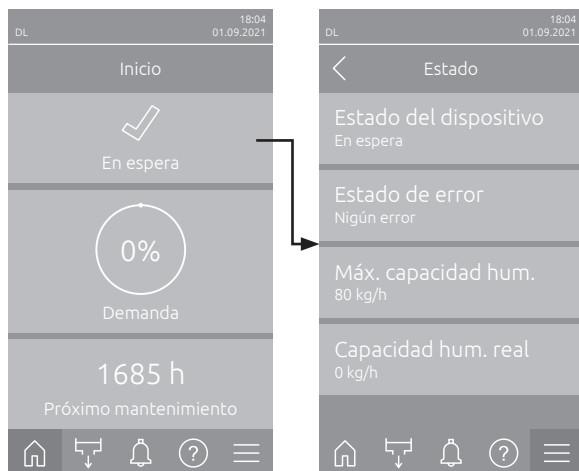 18:04
DL
01.09.2021
Inicio
En espera
0%
Demanda
1685 h
Próximo mantenimiento
?
18:04
DL
01.09.2021
Estado
Estado del dispositivo
En espera
Estado de error
Nigún error
Máx. capacidad hum.
80 kg/h
Capacidad hum. real
0 kg/h
?